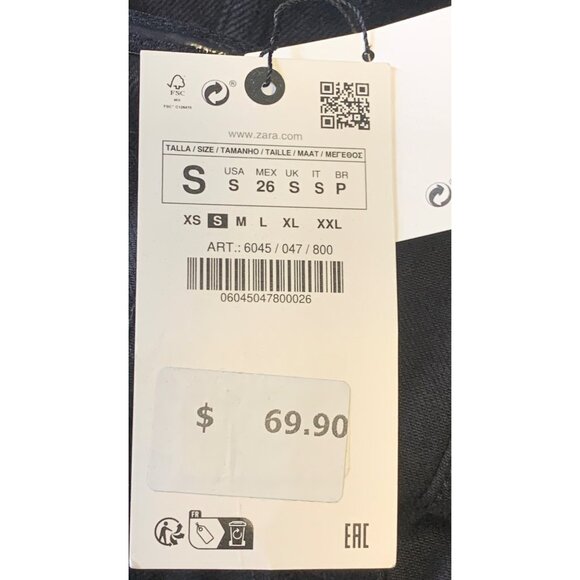 FSC
MIX
®
www.zara.com
TALLA / SIZE / TAMANHO / TAILLE / MAAT / ΜΕΓΕΘΟΣ
S USA MEX UK IT BR
S 26 S S P
XS S M L XL XXL
ART.: 6045 / 047 / 800
06045047800026
$ 69.90
FR
EAC